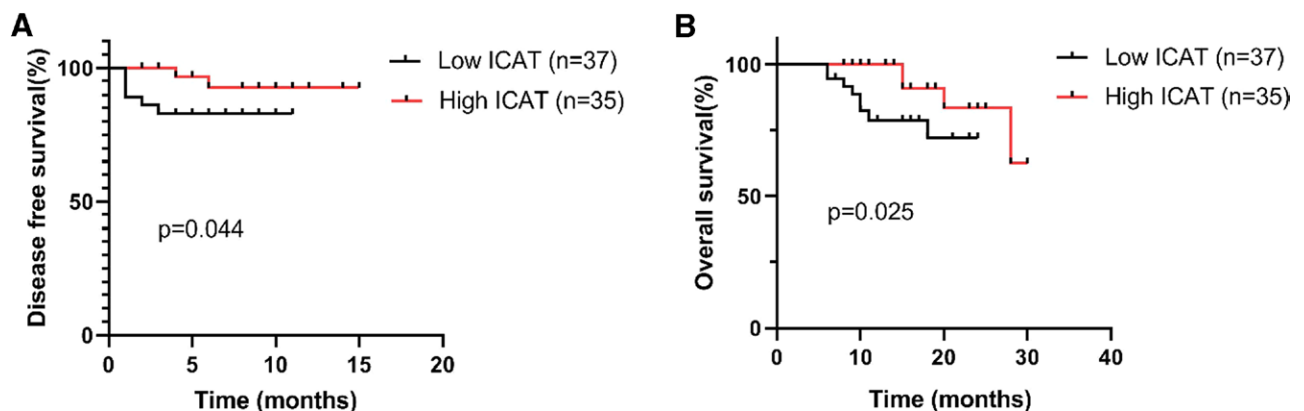 A
Disease free survival(%)
100
50
0
0 5 10 15 20
Time (months)
Low ICAT (n=37)
High ICAT (n=35)
p=0.044
B
Overall survival(%)
100
50
0
0 10 20 30 40
Time (months)
Low ICAT (n=37)
High ICAT (n=35)
p=0.025